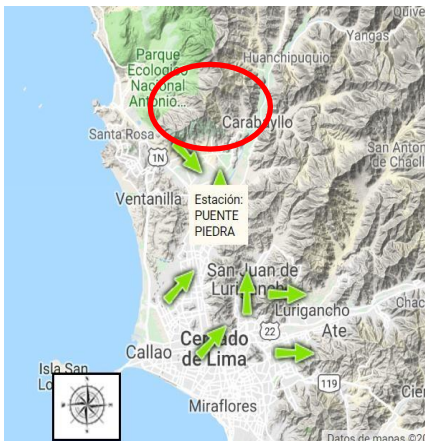 Quive
Yangas
Parque
Ecológico
Nacional
Antonio...
Huanchipuquio
Carabayllo
Santa Rosa
1N
San Anton
de Chacll
Ventanilla
Estación:
PUENTE
PIEDRA
San Juan de
Lurigancho
Lurigancho
Chac
Ate
22
Cercado
de Lima
Callao
Isla San
Lo
119
Cie
Miraflores
Datos de mapas ©20